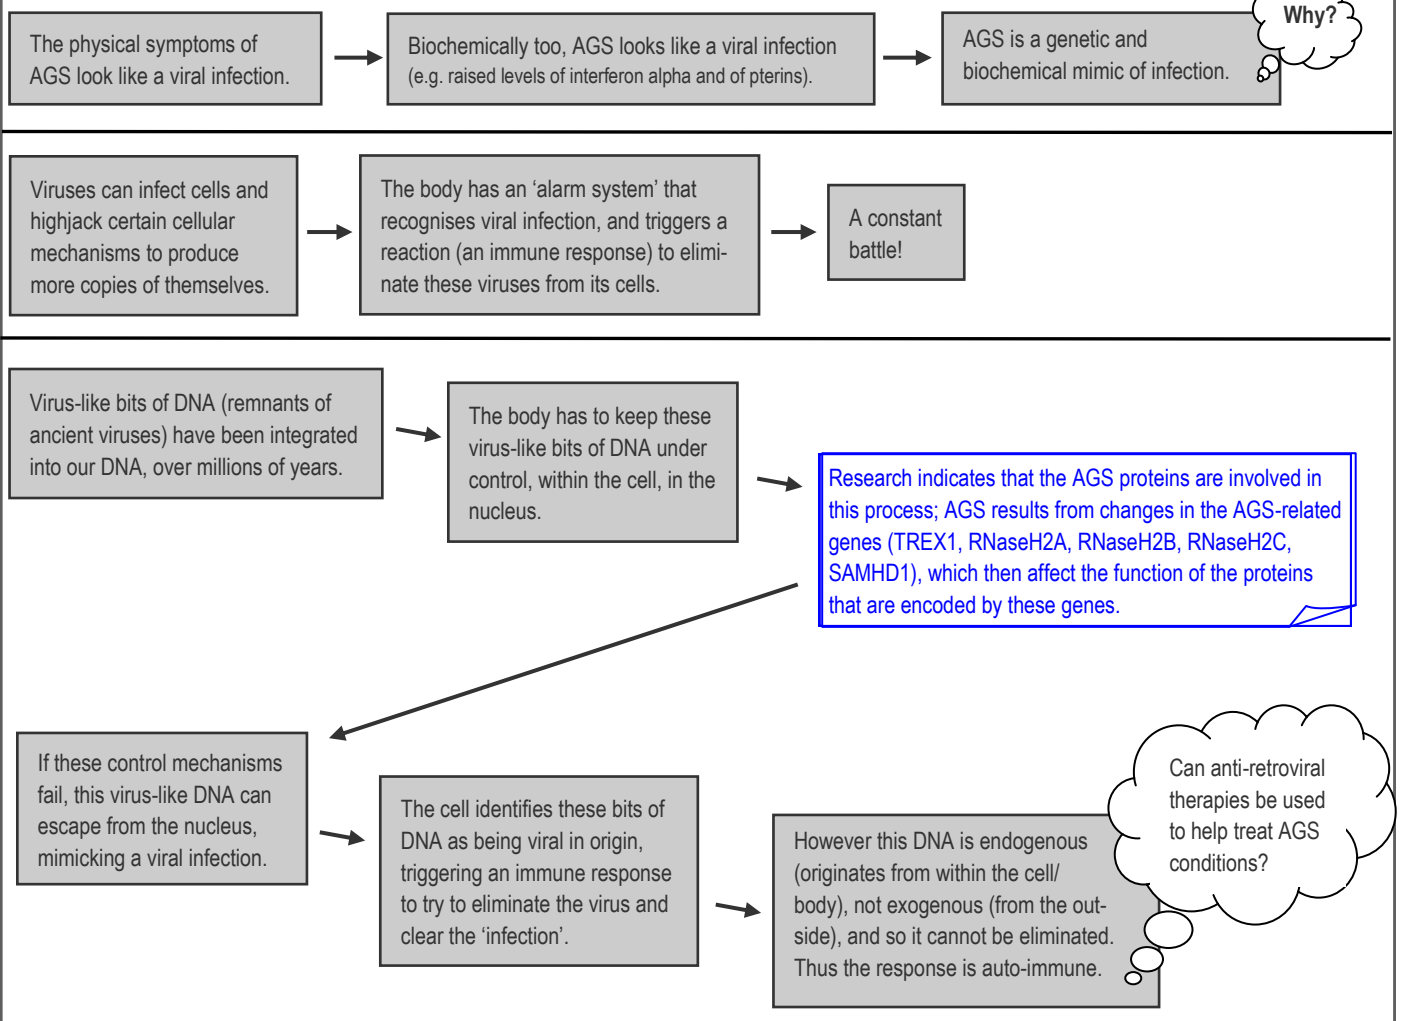 The physical symptoms of
AGS look like a viral infection.
Biochemically too, AGS looks like a viral infection
(e.g. raised levels of interferon alpha and of pterins).
AGS is a genetic and
biochemical mimic of infection.
Why?
Viruses can infect cells and
highjack certain cellular
mechanisms to produce
more copies of themselves.
The body has an ‘alarm system’ that
recognises viral infection, and triggers a
reaction (an immune response) to elimi-
nate these viruses from its cells.
A constant
battle!
Virus-like bits of DNA (remnants of
ancient viruses) have been integrated
into our DNA, over millions of years.
The body has to keep these
virus-like bits of DNA under
control, within the cell, in the
nucleus.
Research indicates that the AGS proteins are involved in
this process; AGS results from changes in the AGS-related
genes (TREX1, RNaseH2A, RNaseH2B, RNaseH2C,
SAMHD1), which then affect the function of the proteins
that are encoded by these genes.
If these control mechanisms
fail, this virus-like DNA can
escape from the nucleus,
mimicking a viral infection.
The cell identifies these bits of
DNA as being viral in origin,
triggering an immune response
to try to eliminate the virus and
clear the ‘infection’.
However this DNA is endogenous
(originates from within the cell/
body), not exogenous (from the out-
side), and so it cannot be eliminated.
Thus the response is auto-immune.
Can anti-retroviral
therapies be used
to help treat AGS
conditions?